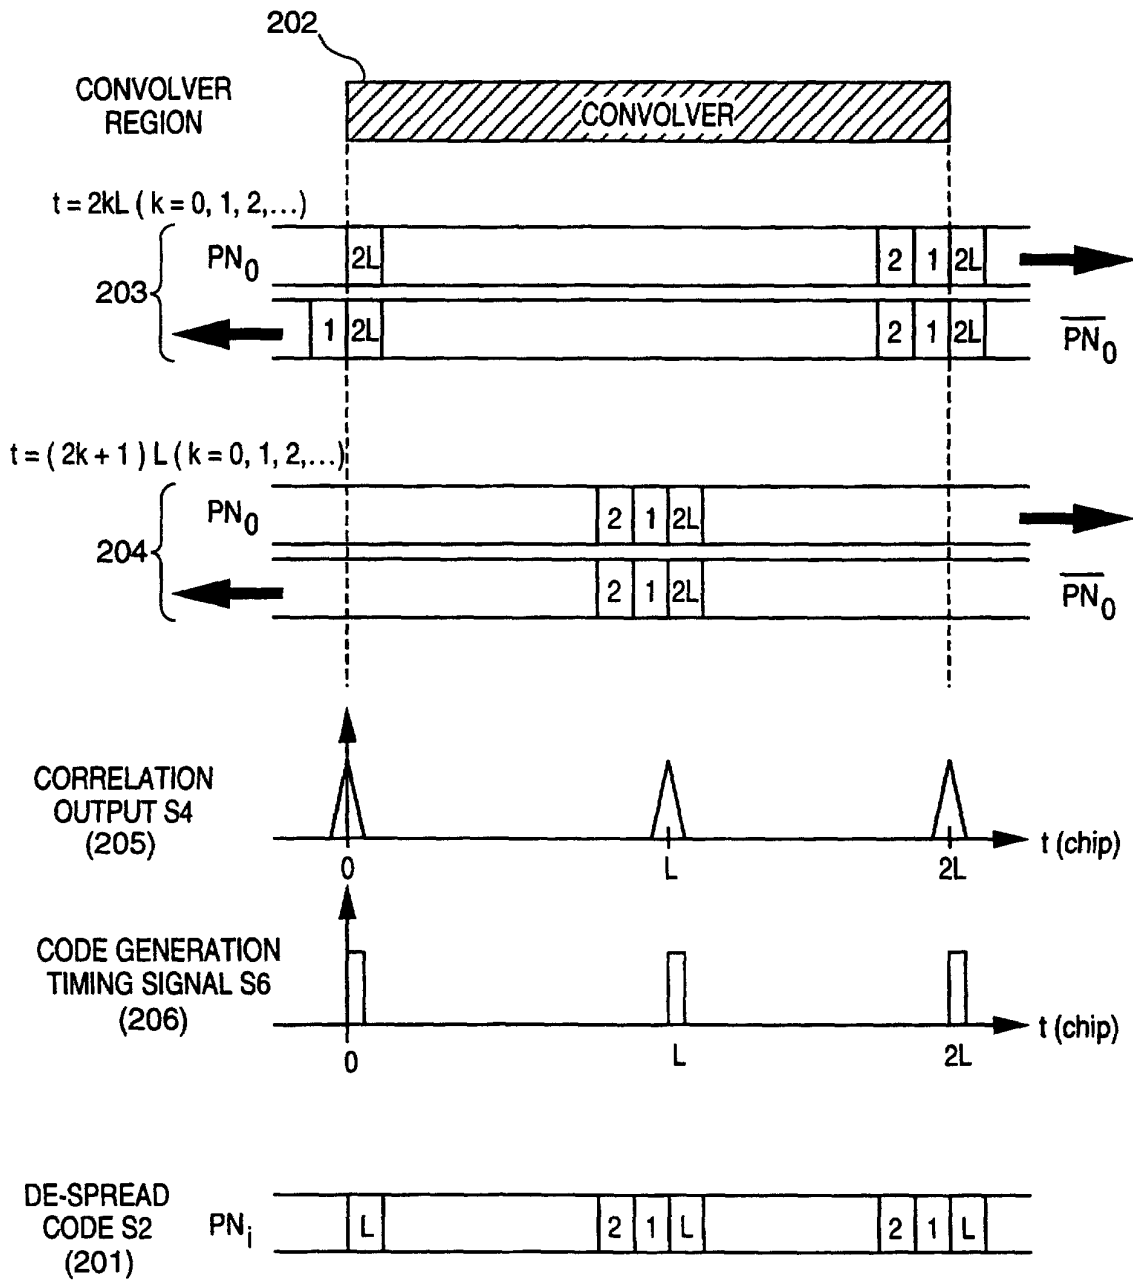 202
CONVOLVER
REGION
CONVOLVER
t = 2kL ( k = 0, 1, 2,...)
203
PN0
2L
2 1 2L
1 2L
2 1 2L
P̅N̅0
t = ( 2k + 1 ) L ( k = 0, 1, 2,...)
204
PN0
2 1 2L
2 1 2L
P̅N̅0
CORRELATION
OUTPUT S4
(205)
0 L 2L
t (chip)
CODE GENERATION
TIMING SIGNAL S6
(206)
0 L 2L
t (chip)
DE-SPREAD
CODE S2
(201)
PNi
L
2 1 L
2 1 L